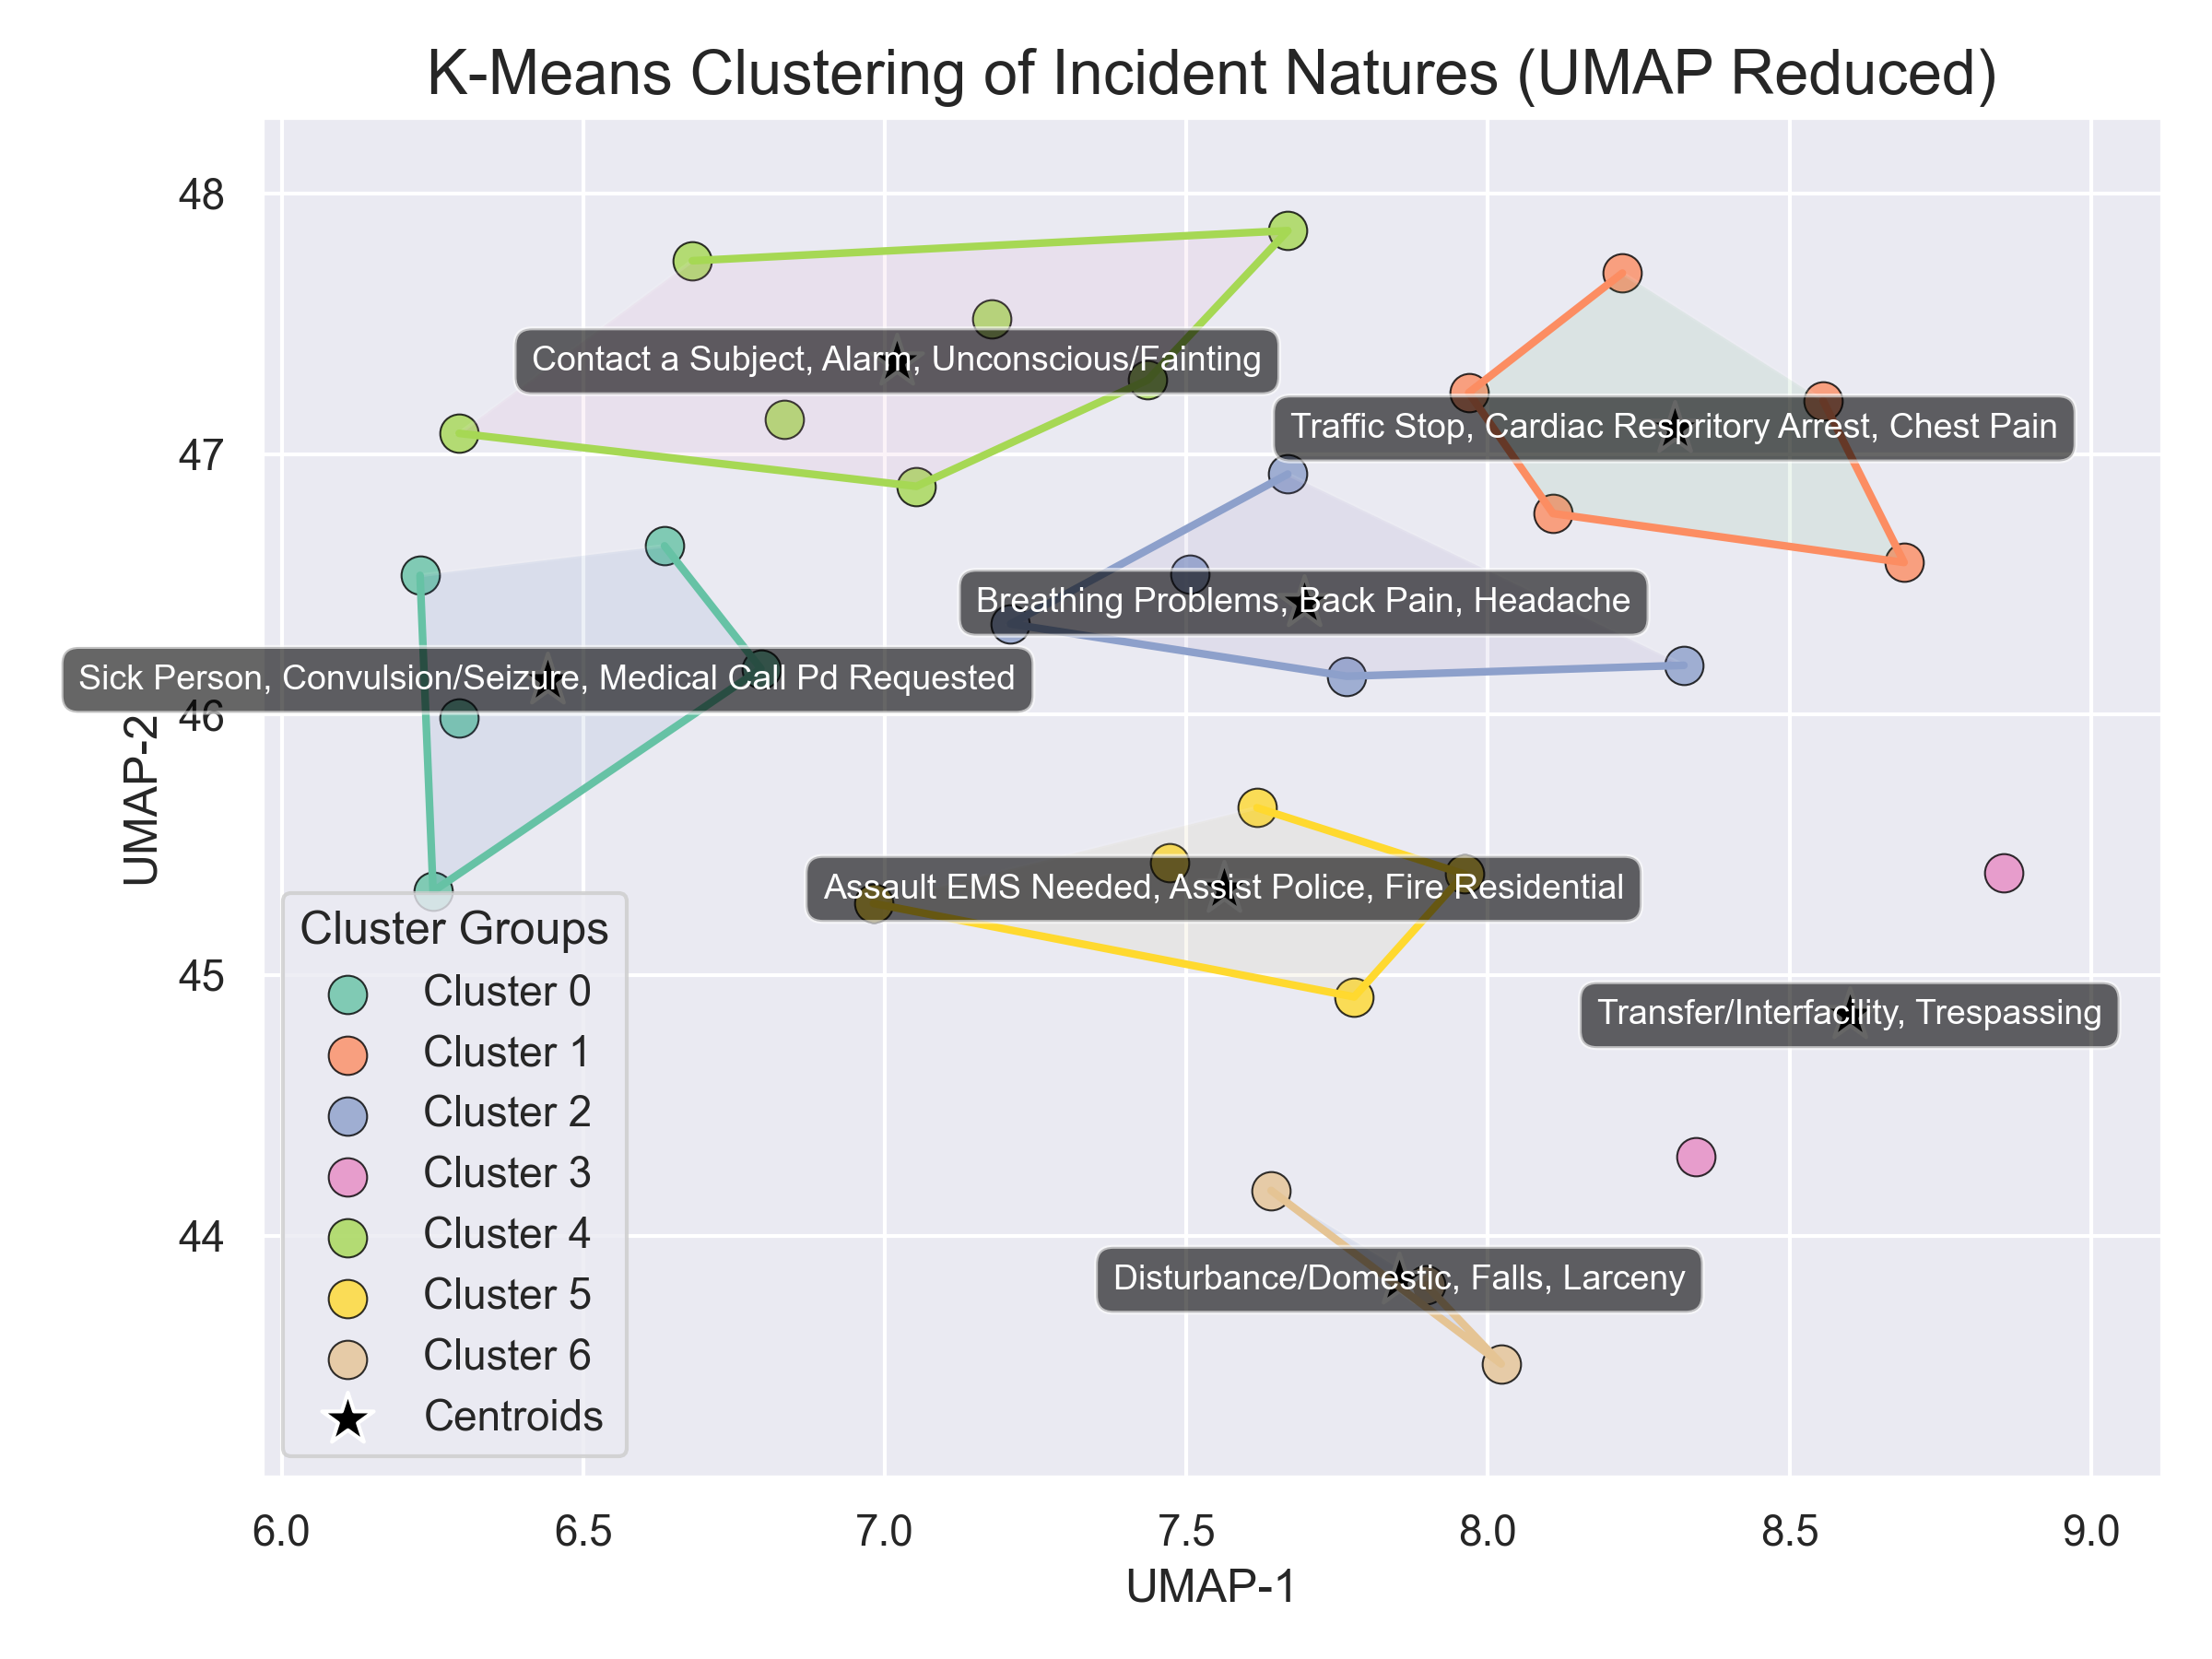 K-Means Clustering of Incident Natures (UMAP Reduced)
48
47
46
45
44
UMAP-2
Contact a Subject, Alarm, Unconscious/Fainting
Traffic Stop, Cardiac Respritory Arrest, Chest Pain
Breathing Problems, Back Pain, Headache
Sick Person, Convulsion/Seizure, Medical Call Pd Requested
Assault EMS Needed, Assist Police, Fire Residential
Transfer/Interfacility, Trespassing
Disturbance/Domestic, Falls, Larceny
Cluster Groups
Cluster 0
Cluster 1
Cluster 2
Cluster 3
Cluster 4
Cluster 5
Cluster 6
Centroids
6.0 6.5 7.0 7.5 8.0 8.5 9.0
UMAP-1